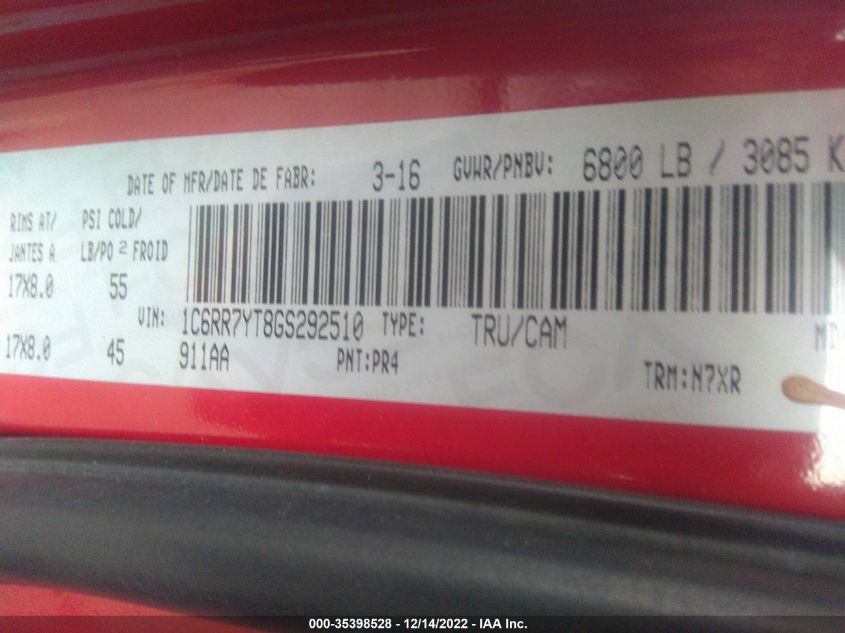 DATE OF MFR/DATE DE FABR: 3-16 GVWR/PNBV: 6800 LB / 3085 K
RIMS AT/ PSI COLD/
JANTES A LB/PO 2 FROID
17X8.0 55
VIN: 1C6RR7YT8GS292510 TYPE: TRU/CAM
17X8.0 45 911AA PNT:PR4 TRM:N7XR
000-35398528 - 12/14/2022 - IAA Inc.